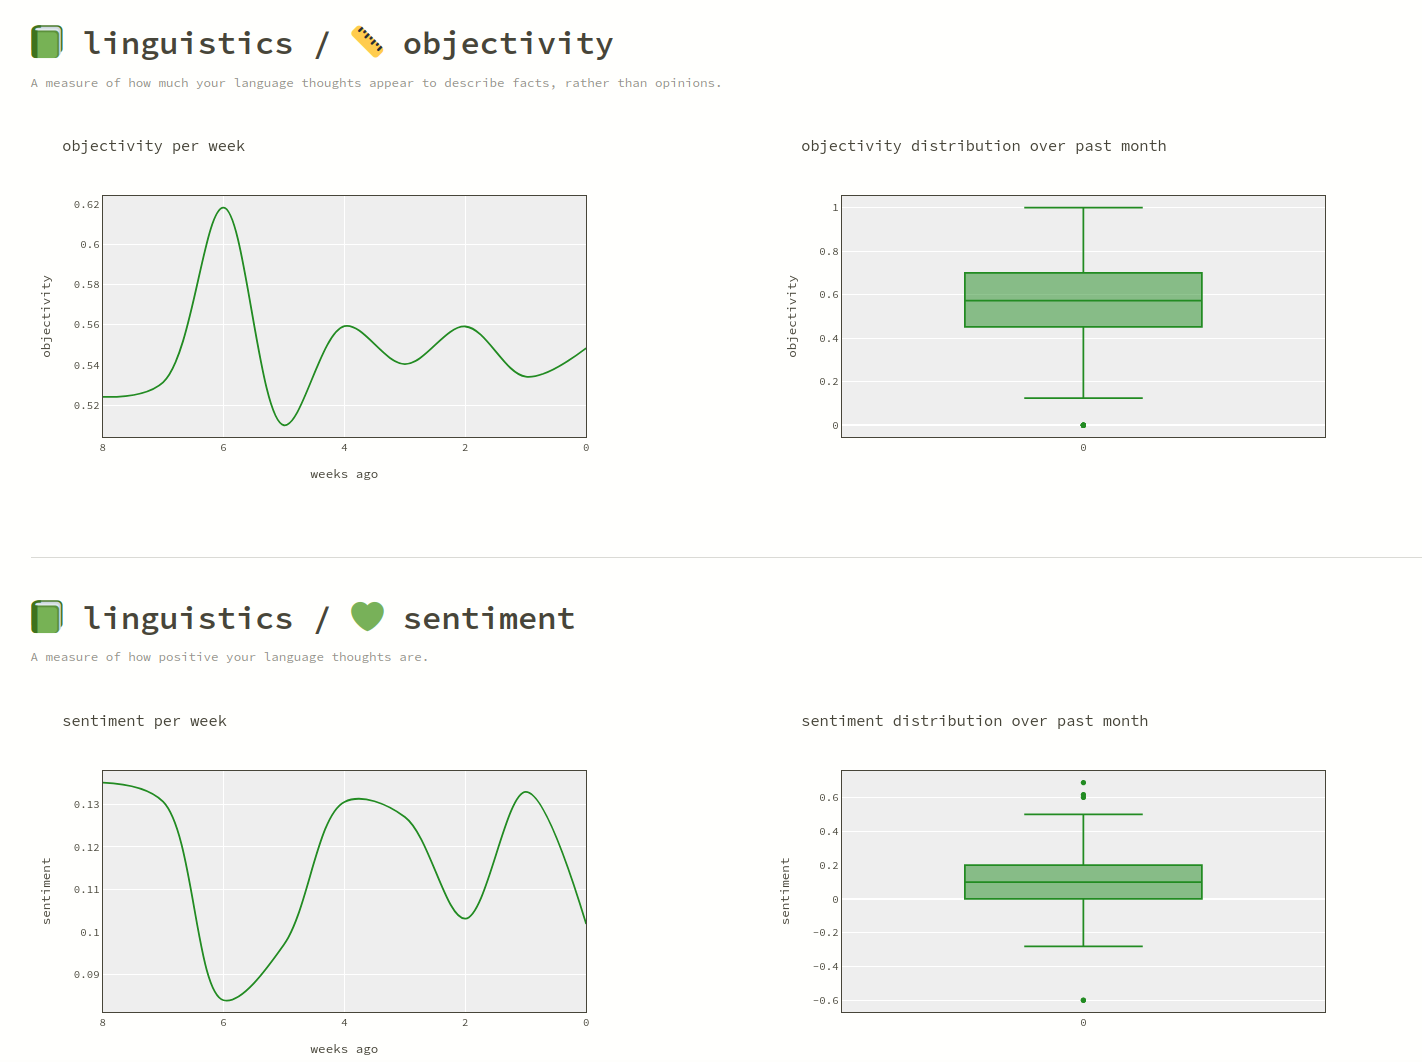 linguistics / objectivity
A measure of how much your language thoughts appear to describe facts, rather than opinions.
objectivity per week
objectivity distribution over past month
0.62
0.6
0.58
0.56
0.54
0.52
objectivity
8 6 4 2 0
weeks ago
1
0.8
0.6
0.4
0.2
0
objectivity
0
linguistics / sentiment
A measure of how positive your language thoughts are.
sentiment per week
sentiment distribution over past month
0.13
0.12
0.11
0.1
0.09
sentiment
8 6 4 2 0
weeks ago
0.6
0.4
0.2
0
−0.2
−0.4
−0.6
sentiment
0